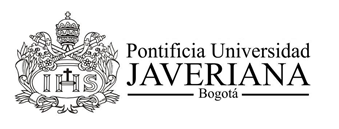 IHS
Pontificia Universidad
JAVERIANA
Bogotá